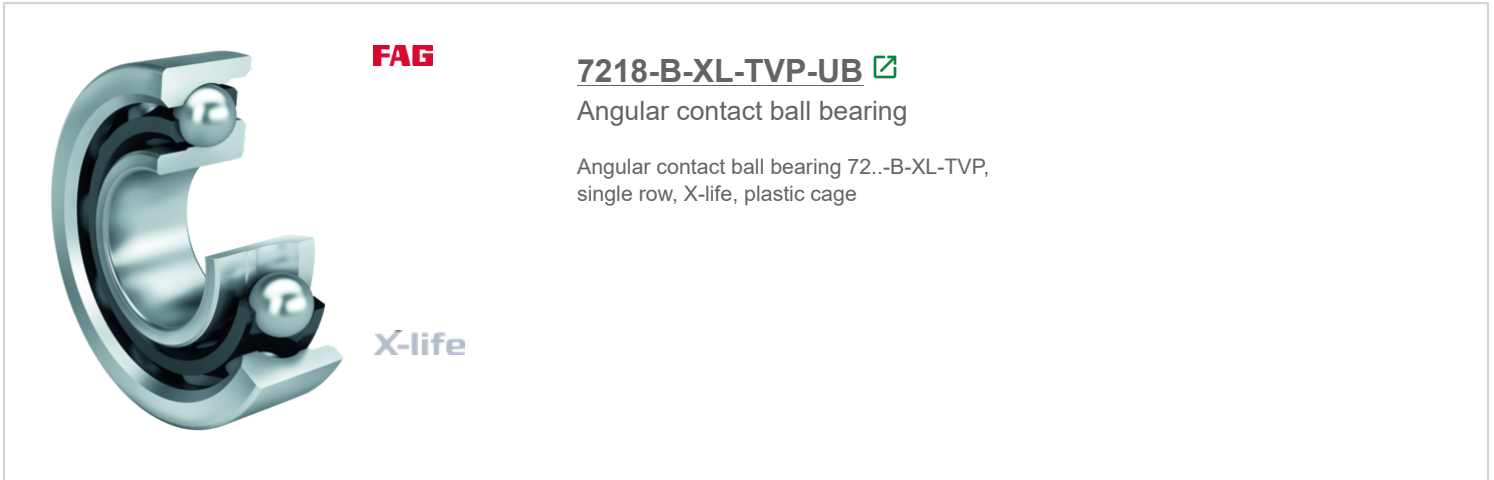 FAG
7218-B-XL-TVP-UB
Angular contact ball bearing
Angular contact ball bearing 72..-B-XL-TVP,
single row, X-life, plastic cage
X-life